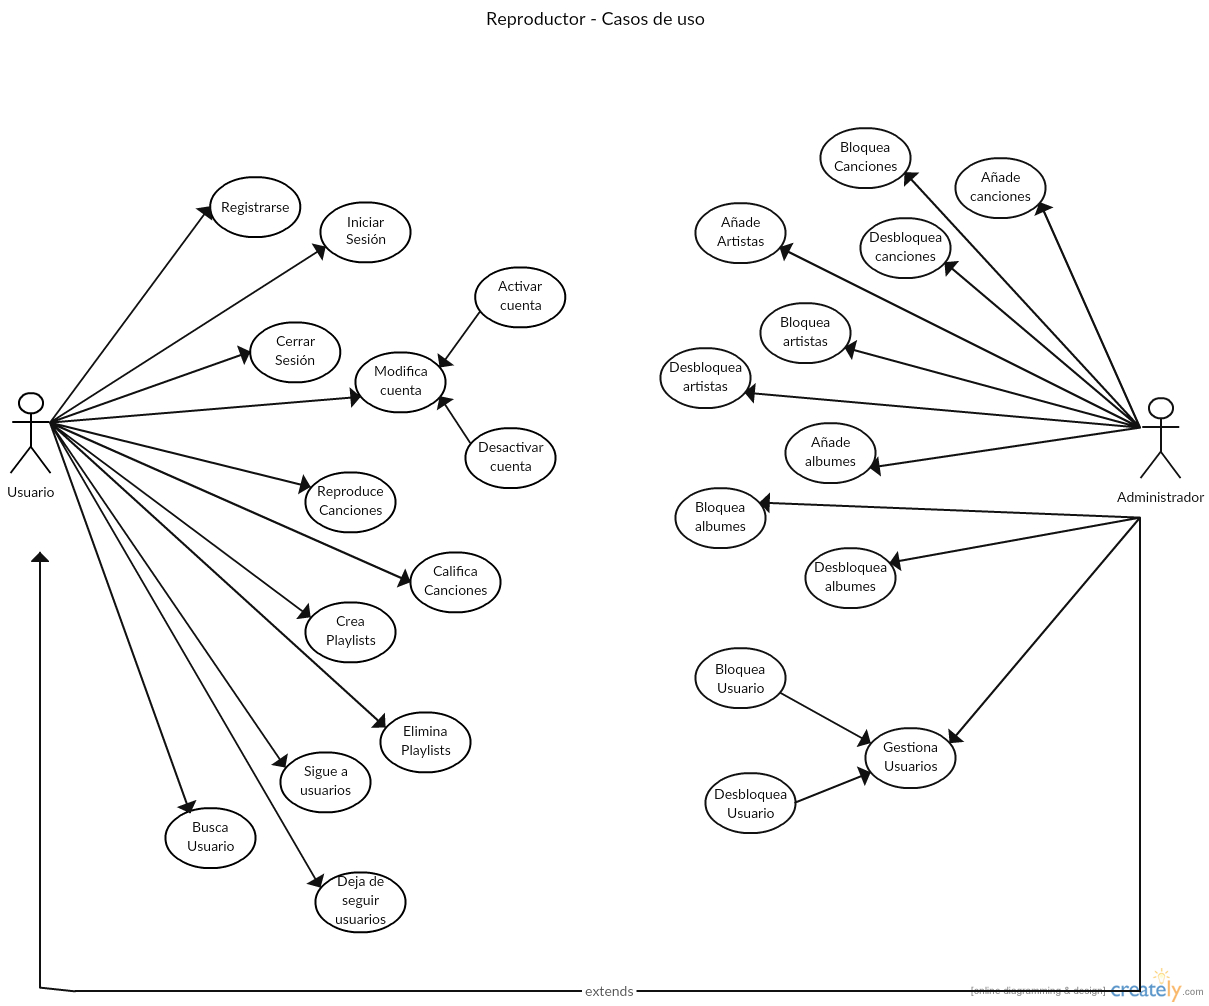 Reproductor - Casos de uso
Registrarse
Iniciar
Sesión
Cerrar
Sesión
Activar
cuenta
Modifica
cuenta
Desactivar
cuenta
Usuario
Reproduce
Canciones
Califica
Canciones
Crea
Playlists
Elimina
Playlists
Sigue a
usuarios
Busca
Usuario
Deja de
seguir
usuarios
Bloquea
Canciones
Añade
canciones
Añade
Artistas
Desbloquea
canciones
Bloquea
artistas
Desbloquea
artistas
Añade
albumes
Administrador
Bloquea
albumes
Desbloquea
albumes
Bloquea
Usuario
Gestiona
Usuarios
Desbloquea
Usuario
extends
[online diagramming & design] creately.com